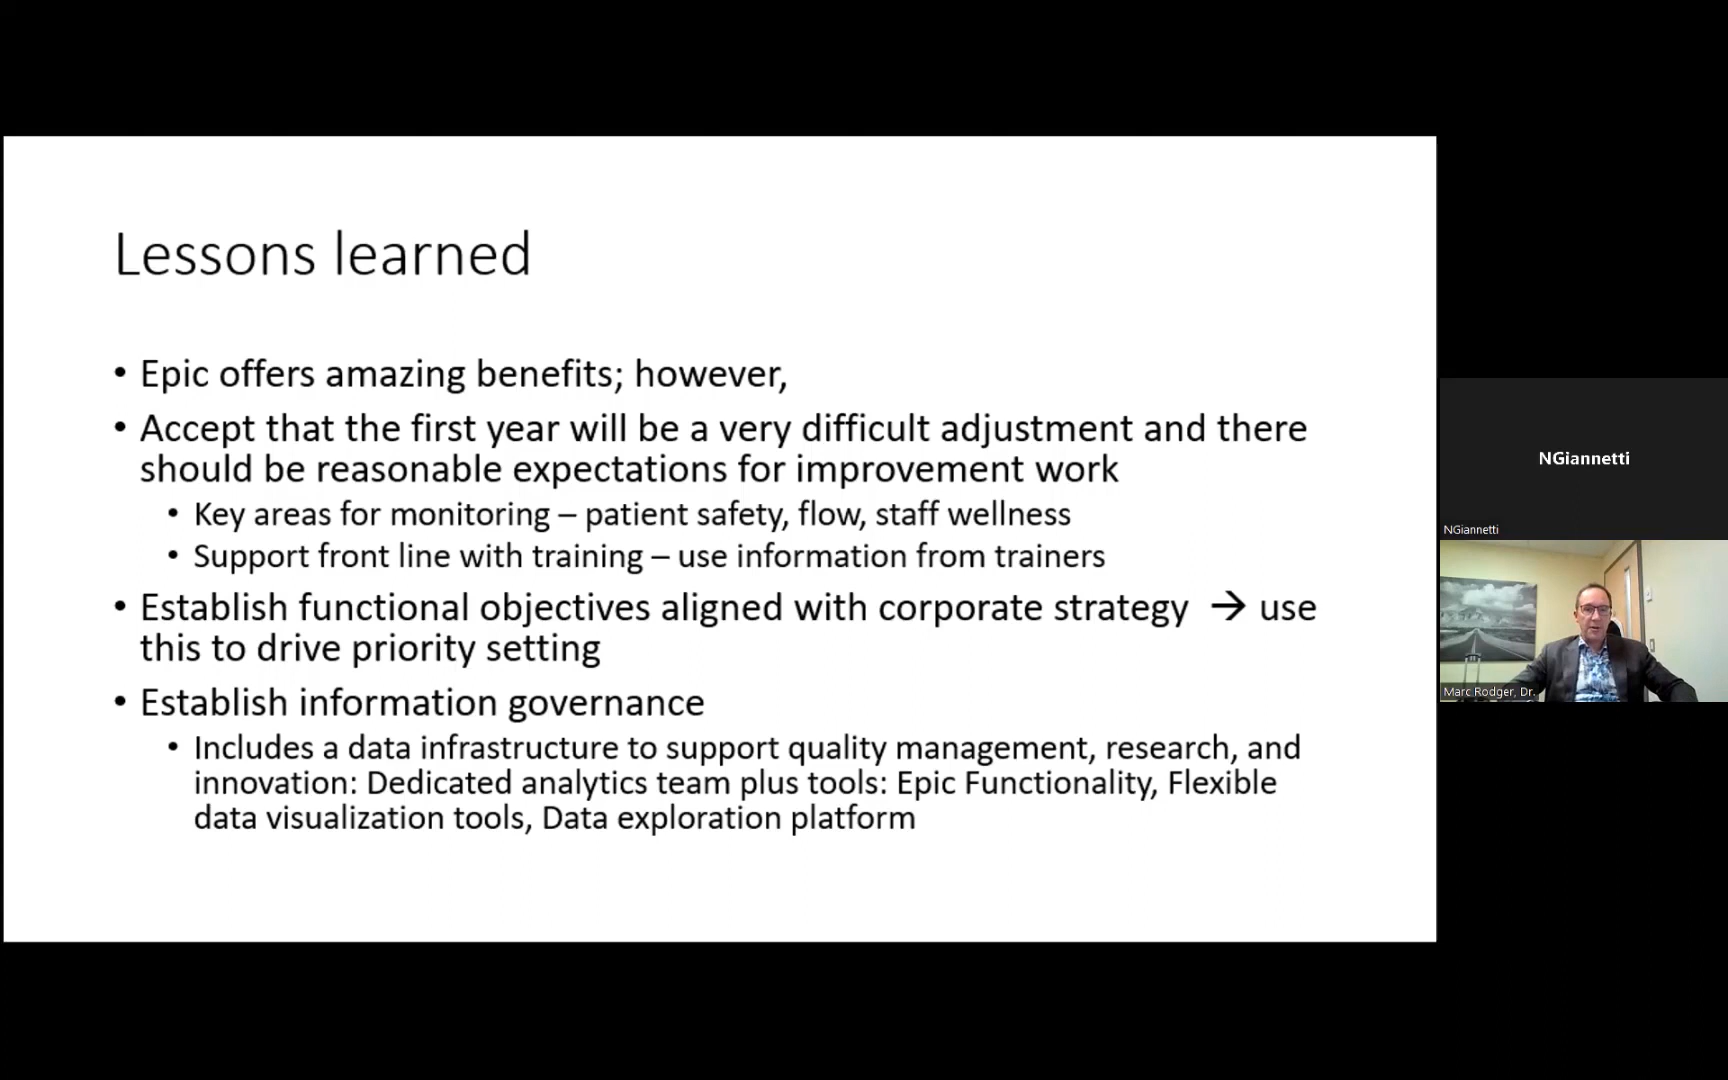 Lessons learned
• Epic offers amazing benefits; however,
• Accept that the first year will be a very difficult adjustment and there
should be reasonable expectations for improvement work
• Key areas for monitoring – patient safety, flow, staff wellness
• Support front line with training – use information from trainers
• Establish functional objectives aligned with corporate strategy → use
this to drive priority setting
• Establish information governance
• Includes a data infrastructure to support quality management, research, and
innovation: Dedicated analytics team plus tools: Epic Functionality, Flexible
data visualization tools, Data exploration platform
NGiannetti
NGiannetti
Marc Rodger, Dr.